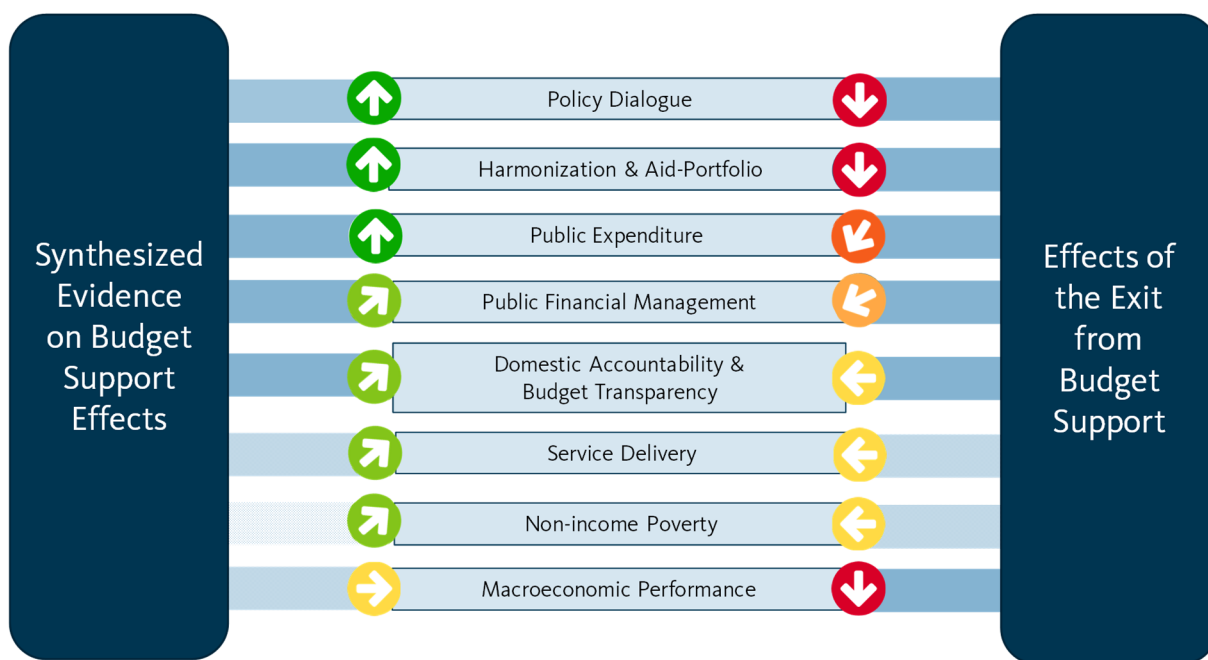 Synthesized
Evidence
on Budget
Support
Effects
Policy Dialogue
Harmonization & Aid-Portfolio
Public Expenditure
Public Financial Management
Domestic Accountability &
Budget Transparency
Service Delivery
Non-income Poverty
Macroeconomic Performance
Effects of
the Exit
from
Budget
Support